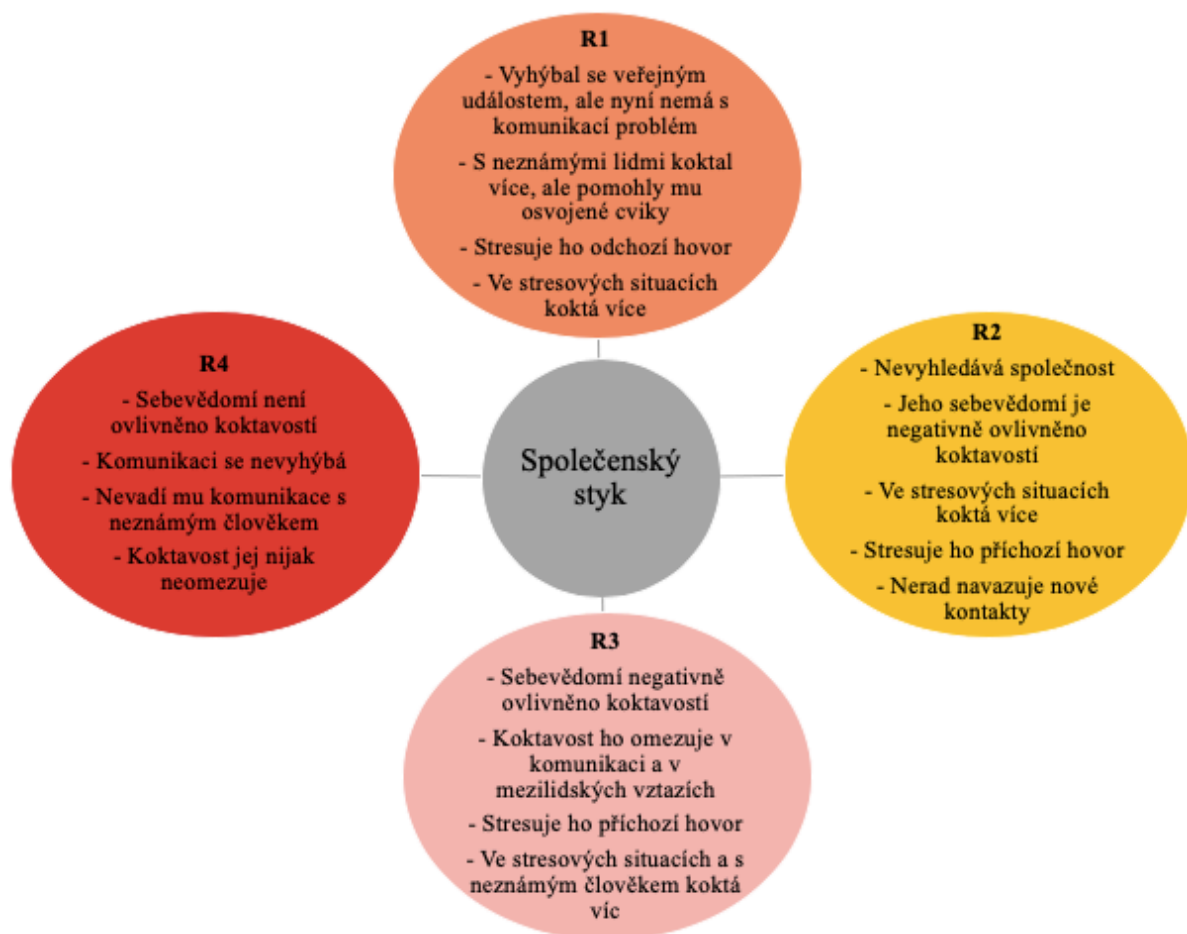 R1
- Vyhýbal se veřejným
událostem, ale nyní nemá s
komunikací problém
- S neznámými lidmi koktal
více, ale pomohly mu
osvojené cviky
- Stresuje ho odchozí hovor
- Ve stresových situacích
koktá více
R4
- Sebevědomí není
ovlivněno koktavostí
- Komunikaci se nevyhýbá
- Nevadí mu komunikace s
neznámým člověkem
- Koktavost jej nijak
neomezuje
Společenský
styk
R2
- Nevyhledává společnost
- Jeho sebevědomí je
negativně ovlivněno
koktavostí
- Ve stresových situacích
koktá více
- Stresuje ho příchozí hovor
- Nerad navazuje nové
kontakty
R3
- Sebevědomí negativně
ovlivněno koktavostí
- Koktavost ho omezuje v
komunikaci a v
mezilidských vztazích
- Stresuje ho příchozí hovor
- Ve stresových situacích a s
neznámým člověkem koktá
víc